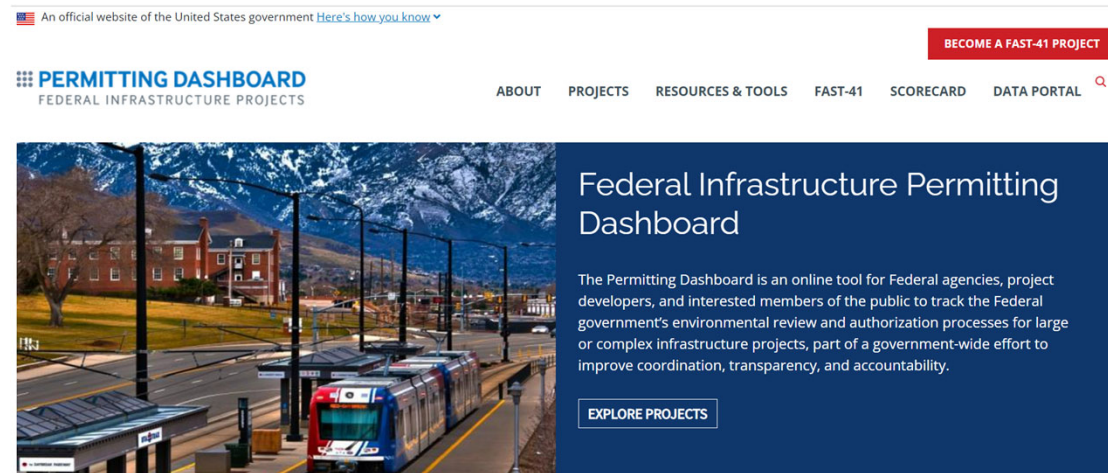 An official website of the United States government Here's how you know
BECOME A FAST-41 PROJECT
PERMITTING DASHBOARD
FEDERAL INFRASTRUCTURE PROJECTS
ABOUT PROJECTS RESOURCES & TOOLS FAST-41 SCORECARD DATA PORTAL
Federal Infrastructure Permitting
Dashboard
The Permitting Dashboard is an online tool for Federal agencies, project
developers, and interested members of the public to track the Federal
government's environmental review and authorization processes for large
or complex infrastructure projects, part of a government-wide effort to
improve coordination, transparency, and accountability.
EXPLORE PROJECTS